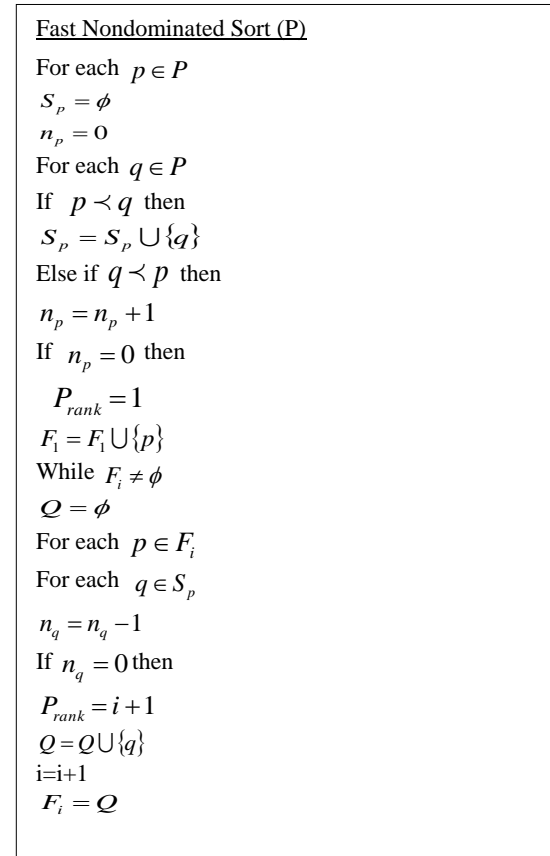 Fast Nondominated Sort (P)
For each p ∈ P
S_p = ϕ
n_p = 0
For each q ∈ P
If p ≺ q then
S_p = S_p ∪ {q}
Else if q ≺ p then
n_p = n_p + 1
If n_p = 0 then
P_rank = 1
F_1 = F_1 ∪ {p}
While F_i ≠ ϕ
Q = ϕ
For each p ∈ F_i
For each q ∈ S_p
n_q = n_q − 1
If n_q = 0 then
P_rank = i + 1
Q = Q ∪ {q}
i=i+1
F_i = Q